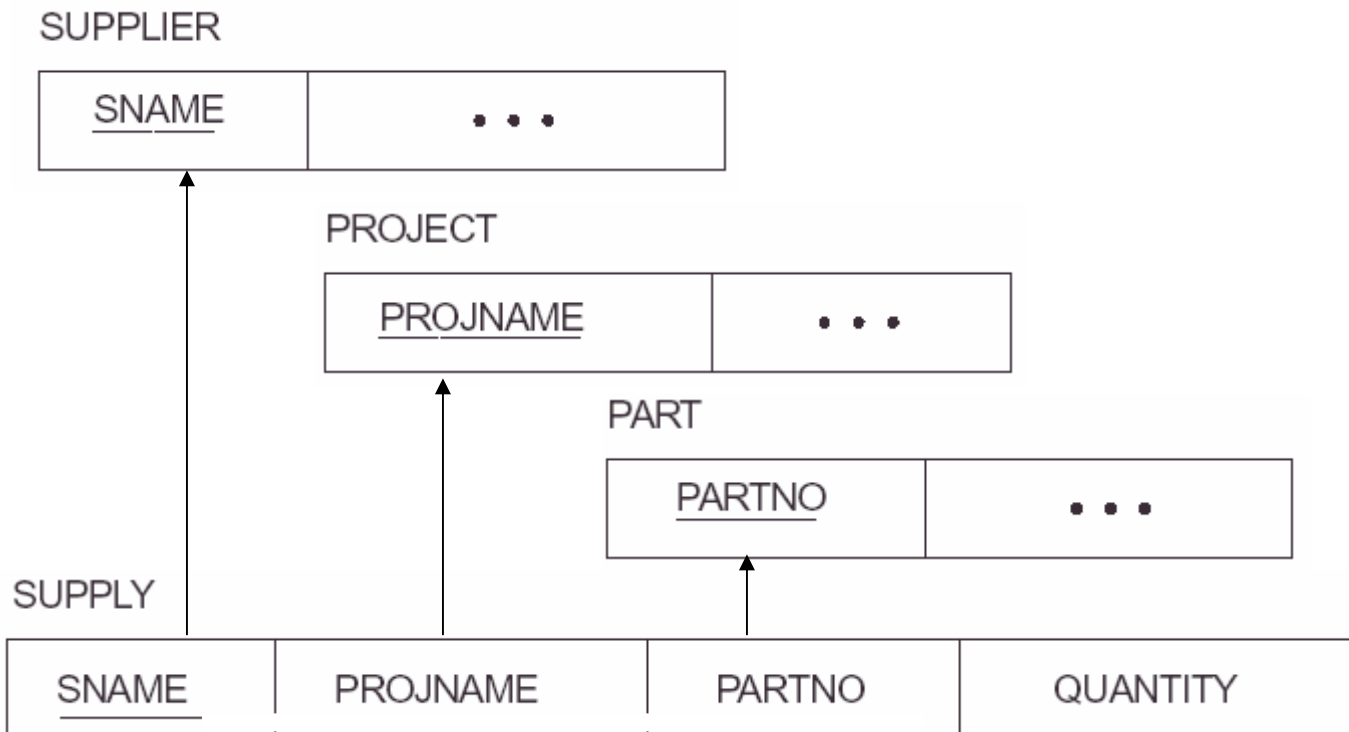 SUPPLIER
SNAME
• • •
PROJECT
PROJNAME
• • •
PART
PARTNO
• • •
SUPPLY
SNAME PROJNAME PARTNO QUANTITY